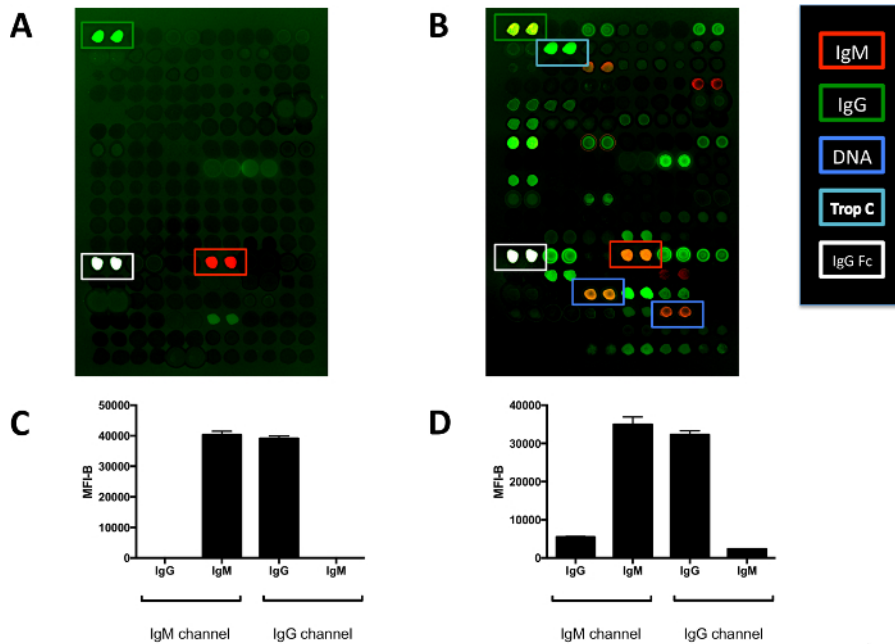 A
B
IgM
IgG
DNA
Trop C
IgG Fc
C
50000
40000
30000
20000
10000
0
MFI-B
IgG IgM IgG IgM
IgM channel IgG channel
D
40000
30000
20000
10000
0
MFI-B
IgG IgM IgG IgM
IgM channel IgG channel